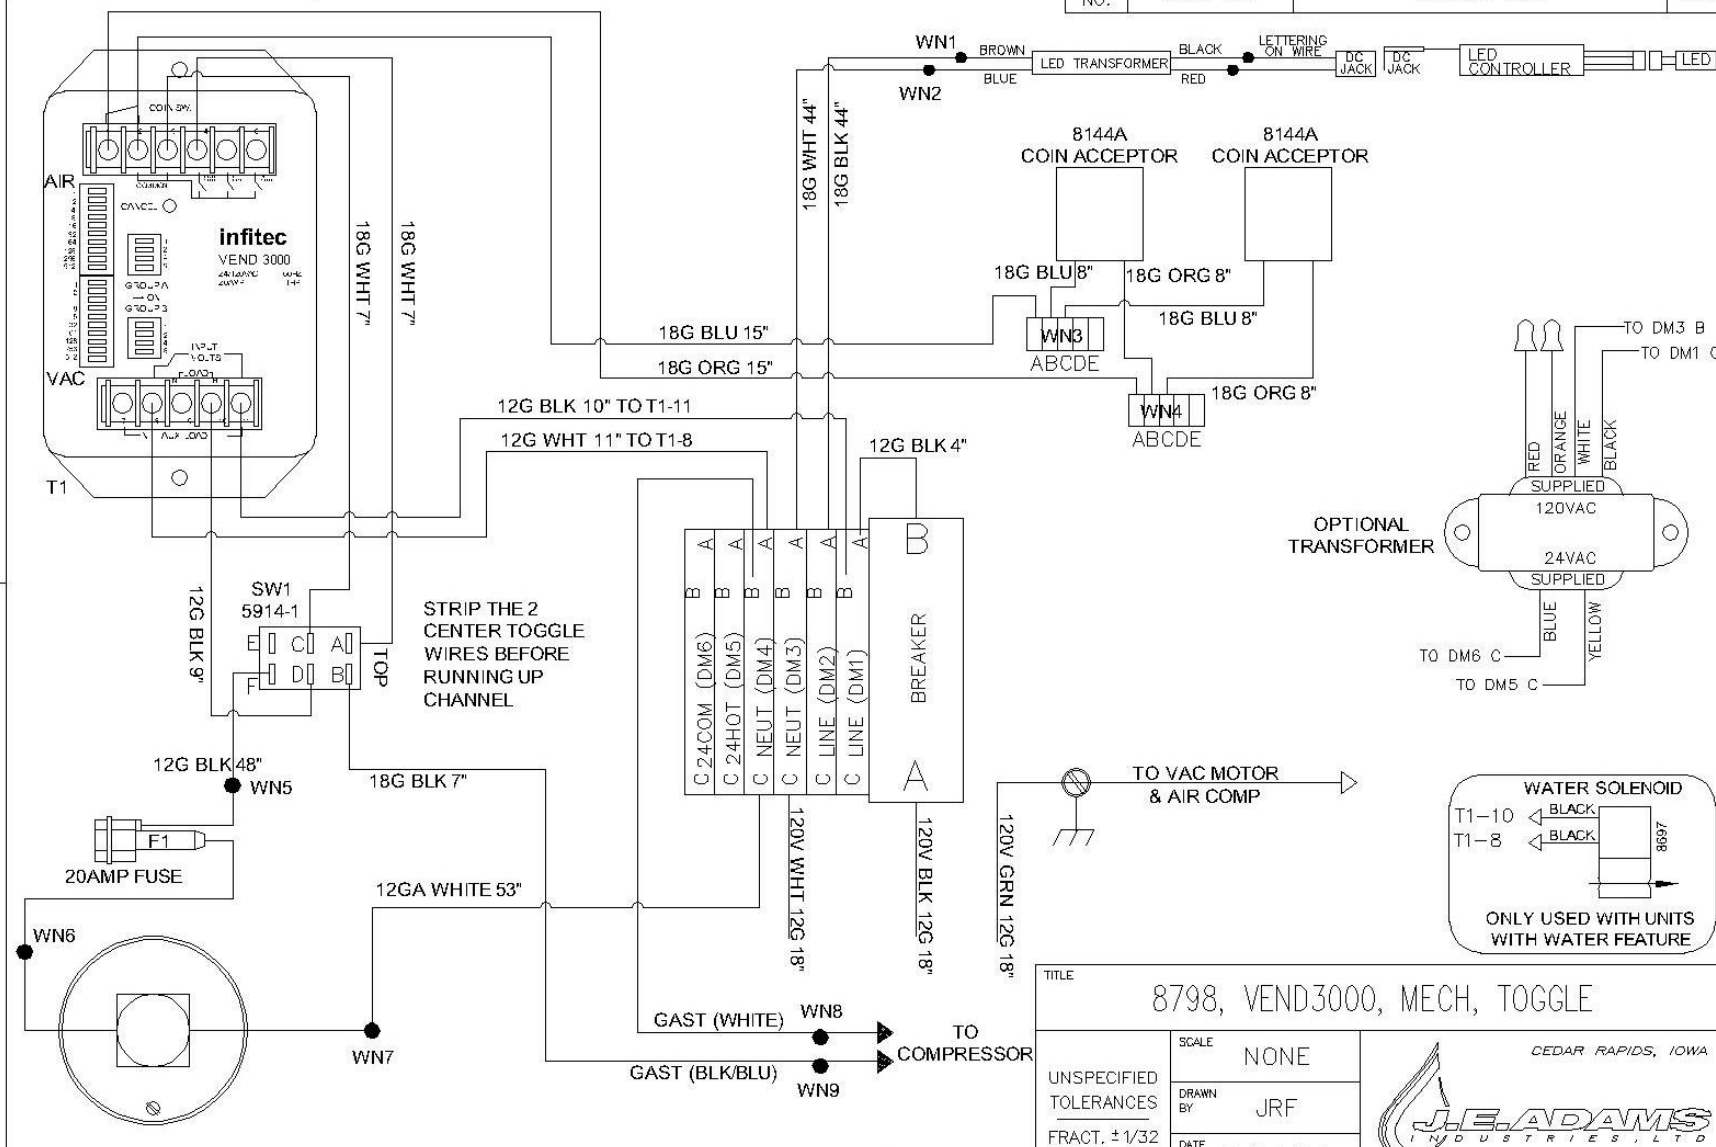 NO.
WN1
BROWN
BLUE
WN2
LED TRANSFORMER
BLACK
RED
LETTERING
ON WIRE
DC
JACK
DC
JACK
LED
CONTROLLER
LED
COIN SW.
AIR
COMMON
CANCEL
infitec
VEND 3000
GROUP A
→ ON
GROUP B
INPUT
VOLTS
LOAD
VAC
T1
18G WHT 7"
18G WHT 7"
18G WHT 44"
18G BLK 44"
8144A
COIN ACCEPTOR
8144A
COIN ACCEPTOR
18G BLU 8"
18G ORG 8"
18G BLU 8"
18G BLU 15"
WN3
ABCDE
18G ORG 15"
18G ORG 8"
WN4
ABCDE
12G BLK 10" TO T1-11
12G WHT 11" TO T1-8
12G BLK 4"
TO DM3 B
TO DM1 C
RED
ORANGE
WHITE
BLACK
SUPPLIED
120VAC
OPTIONAL
TRANSFORMER
24VAC
SUPPLIED
BLUE
YELLOW
TO DM6 C
TO DM5 C
12G BLK 9"
SW1
5914-1
E C A
F D B
TOP
STRIP THE 2
CENTER TOGGLE
WIRES BEFORE
RUNNING UP
CHANNEL
A A A A A A
B B B B B B
C 24COM (DM6)
C 24HOT (DM5)
C NEUT (DM4)
C NEUT (DM3)
C LINE (DM2)
C LINE (DM1)
B
BREAKER
A
12G BLK 48"
WN5
18G BLK 7"
F1
20AMP FUSE
12GA WHITE 53"
120V WHT 12G 18"
120V BLK 12G 18"
120V GRN 12G 18"
TO VAC MOTOR
& AIR COMP
WATER SOLENOID
T1-10
BLACK
T1-8
BLACK
8697
ONLY USED WITH UNITS
WITH WATER FEATURE
WN6
WN7
GAST (WHITE)
WN8
TO
COMPRESSOR
GAST (BLK/BLU)
WN9
TITLE
8798, VEND3000, MECH, TOGGLE
UNSPECIFIED
TOLERANCES
FRACT. ±1/32
SCALE
NONE
DRAWN
BY
JRF
DATE
CEDAR RAPIDS, IOWA
J.E.ADAMS
INDUSTRIES, LTD